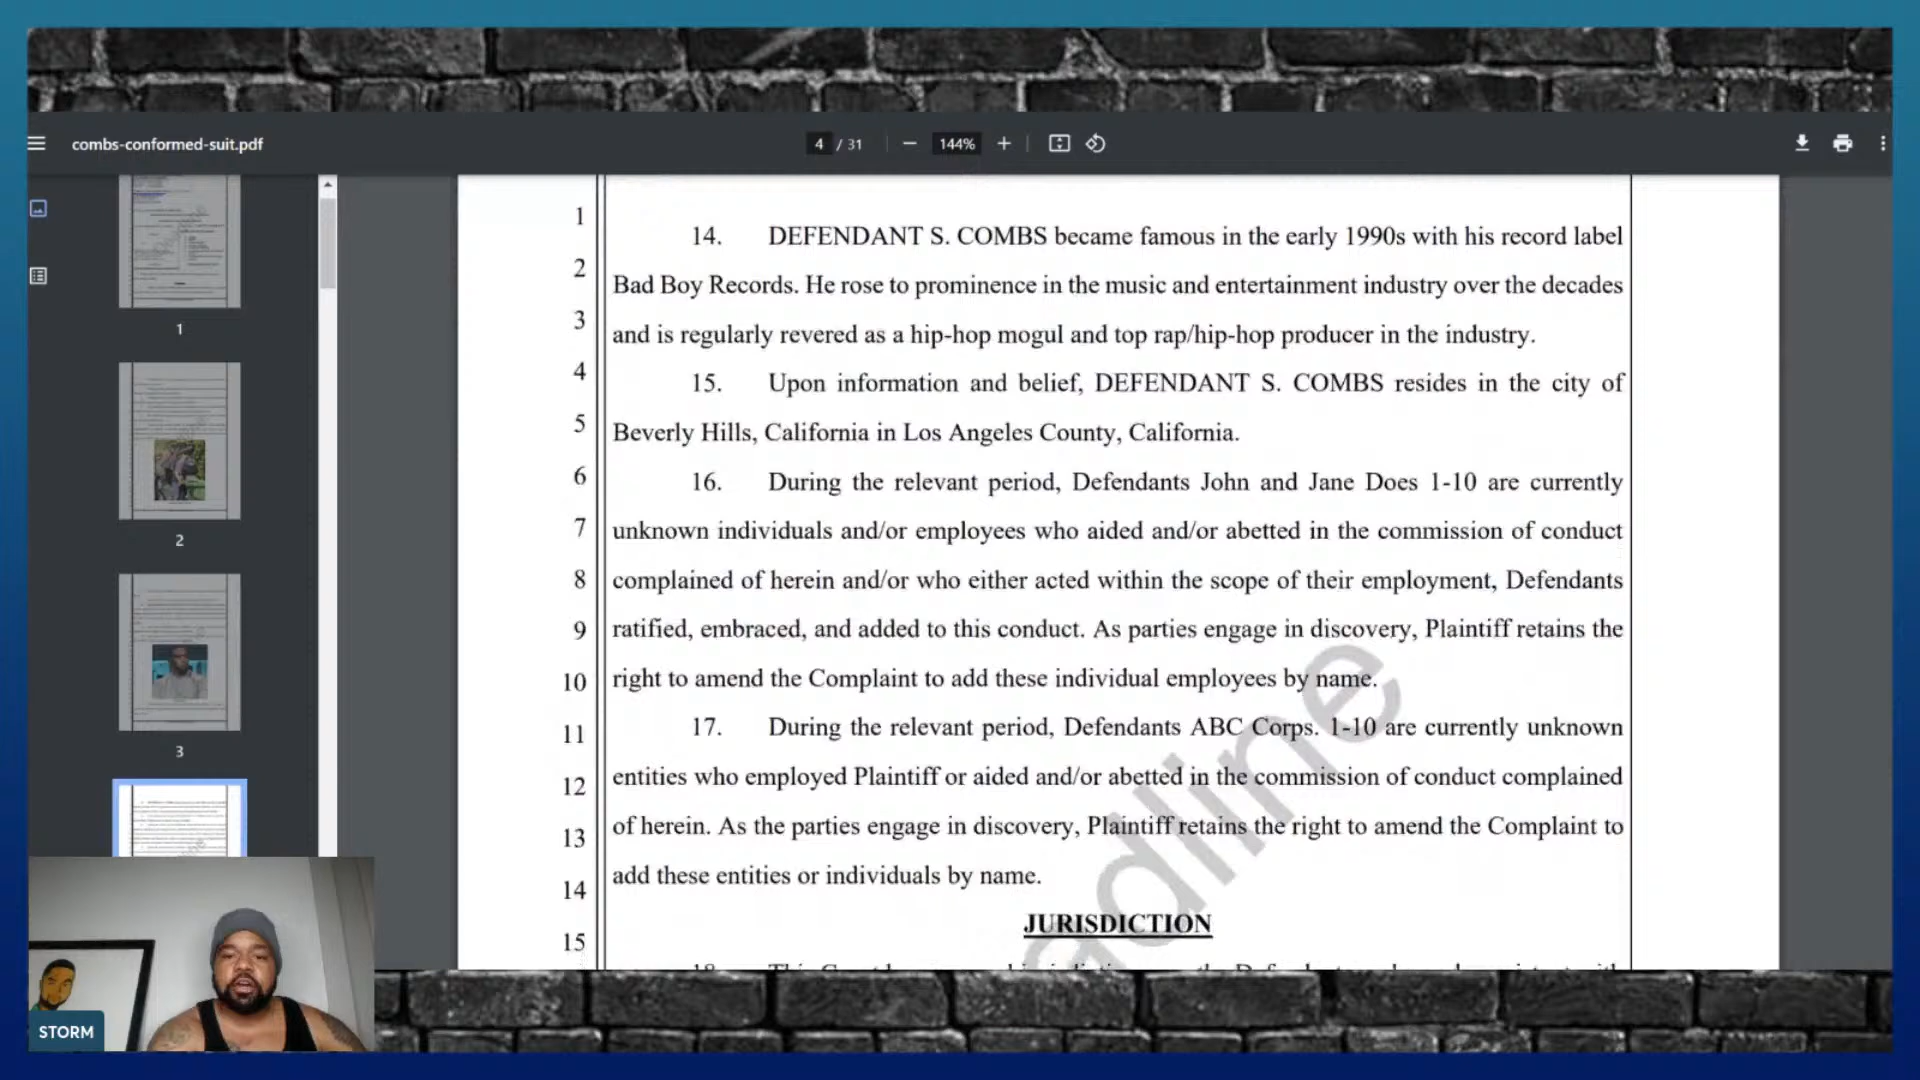 combs-conformed-suit.pdf
4 / 31
144%
1
2
3
1
2
3
4
5
6
7
8
9
10
11
12
13
14
15
14. DEFENDANT S. COMBS became famous in the early 1990s with his record label
Bad Boy Records. He rose to prominence in the music and entertainment industry over the decades
and is regularly revered as a hip-hop mogul and top rap/hip-hop producer in the industry.
15. Upon information and belief, DEFENDANT S. COMBS resides in the city of
Beverly Hills, California in Los Angeles County, California.
16. During the relevant period, Defendants John and Jane Does 1-10 are currently
unknown individuals and/or employees who aided and/or abetted in the commission of conduct
complained of herein and/or who either acted within the scope of their employment, Defendants
ratified, embraced, and added to this conduct. As parties engage in discovery, Plaintiff retains the
right to amend the Complaint to add these individual employees by name.
17. During the relevant period, Defendants ABC Corps. 1-10 are currently unknown
entities who employed Plaintiff or aided and/or abetted in the commission of conduct complained
of herein. As the parties engage in discovery, Plaintiff retains the right to amend the Complaint to
add these entities or individuals by name.
JURISDICTION
adline
STORM